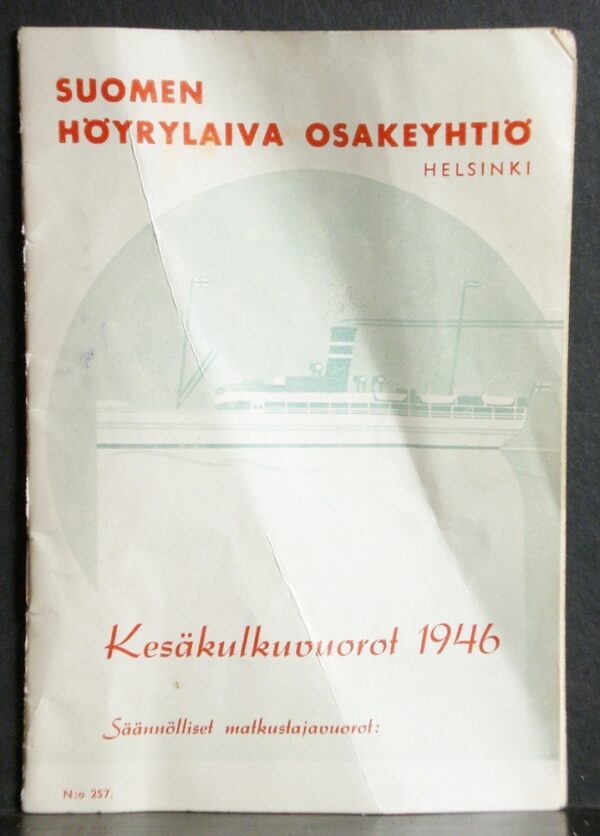 SUOMEN
HÖYRYLAIVA OSAKEYHTIÖ
HELSINKI
Kesäkulkuvuorot 1946
Säännölliset matkustajavuorot:
N:o 257.